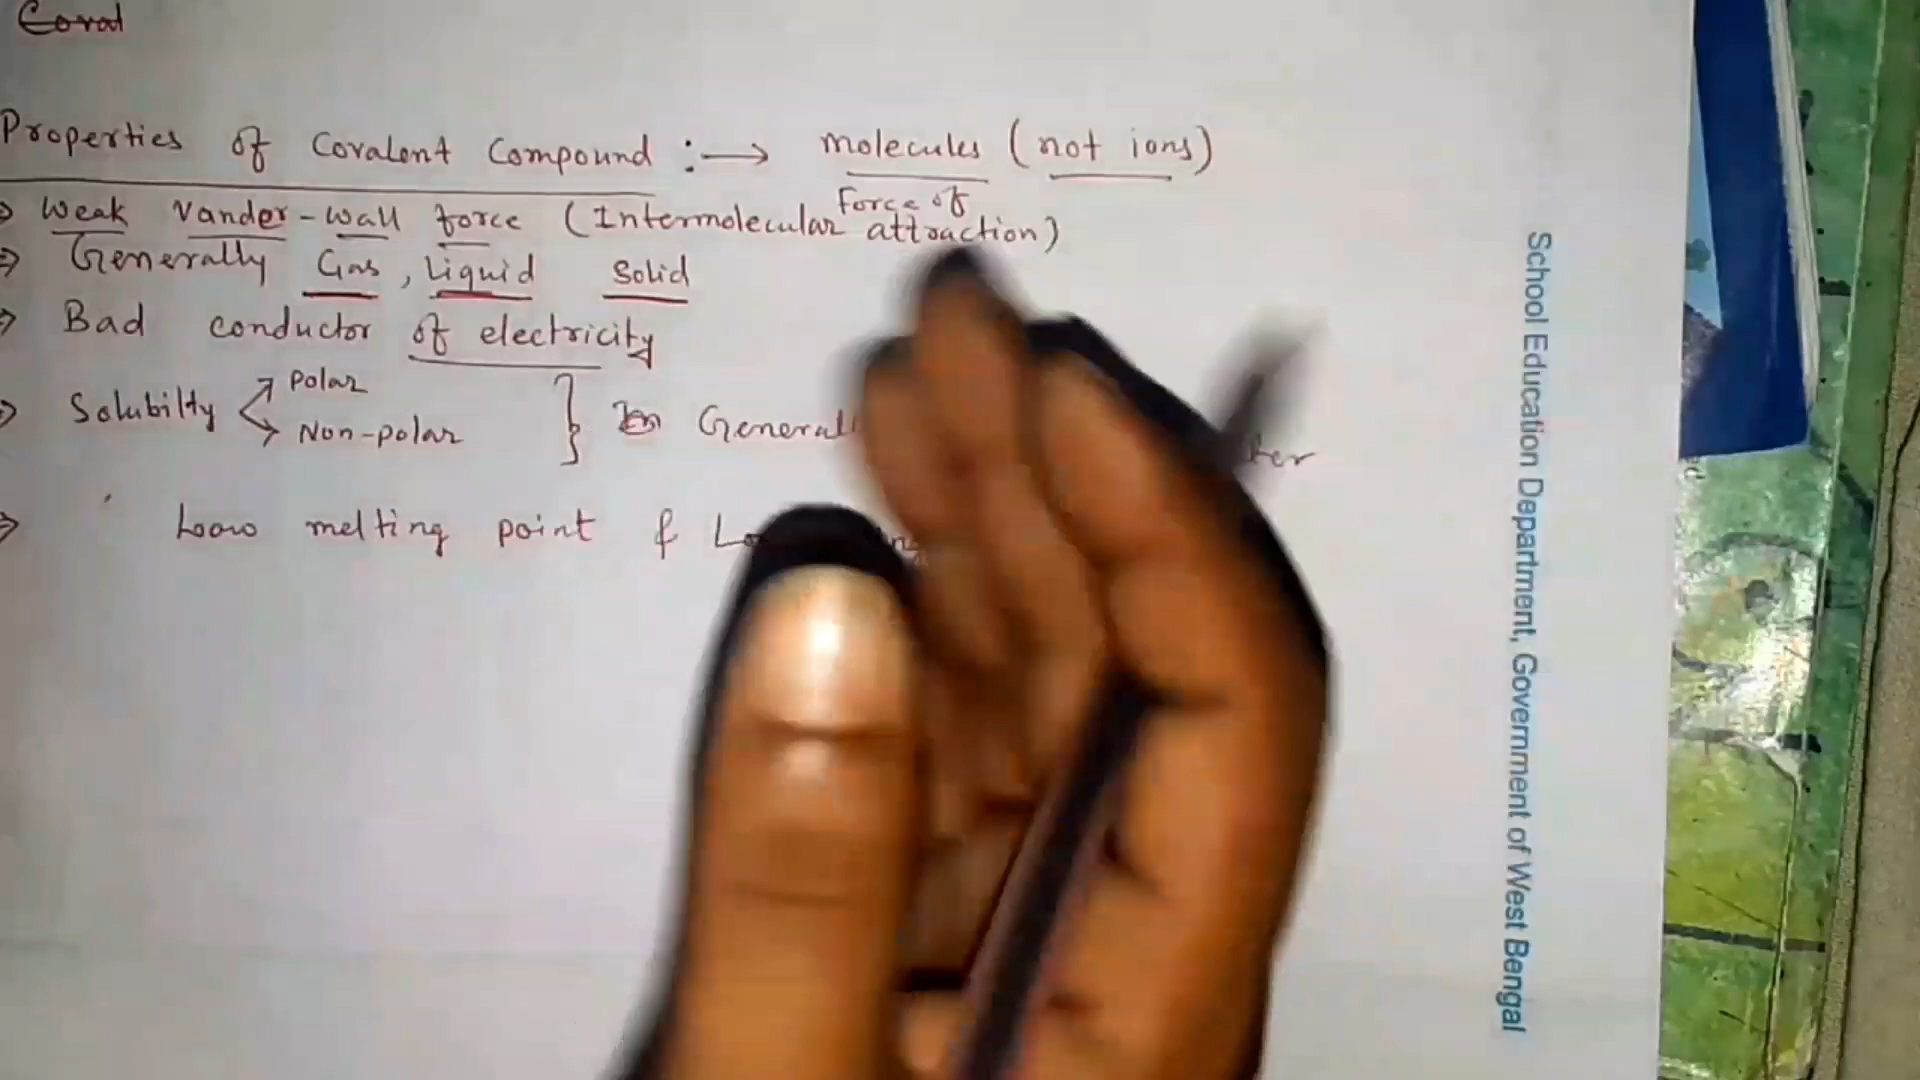 Coval
Properties of Covalent Compound :→ molecules (not ions)
⇒ Weak Vander-wall force (Intermolecular Force of attraction)
⇒ Generally Gas, Liquid Solid
⇒ Bad conductor of electricity
⇒ Solubilty Polar
Non-polar } Generall
⇒ Low melting point &
School Education Department, Government of West Bengal